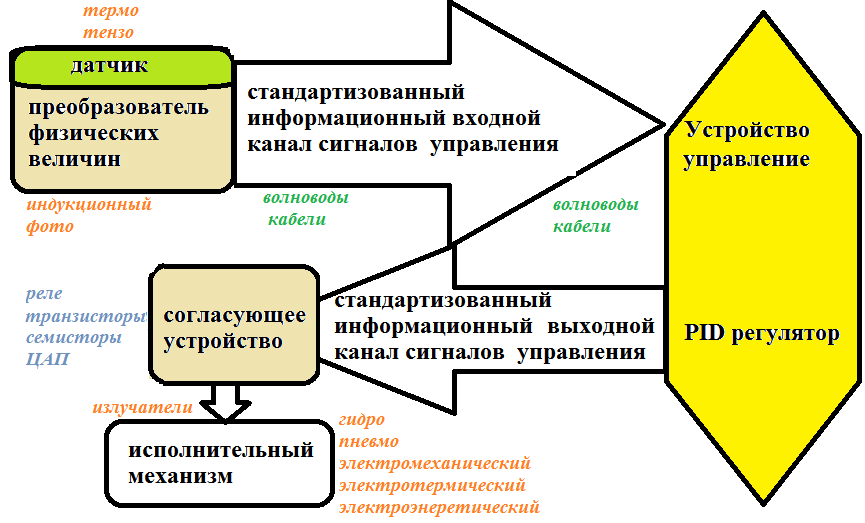 термо
тензо
датчик
преобразователь
физических
величин
индукционный
фото
стандартизованный
информационный входной
канал сигналов управления
волноводы
кабели
волноводы
кабели
Устройство
управление
PID регулятор
стандартизованный
информационный выходной
канал сигналов управления
реле
транзисторы
семисторы
ЦАП
согласующее
устройство
излучатели
исполнительный
механизм
гидро
пневмо
электромеханический
электротермический
электроэнеретический